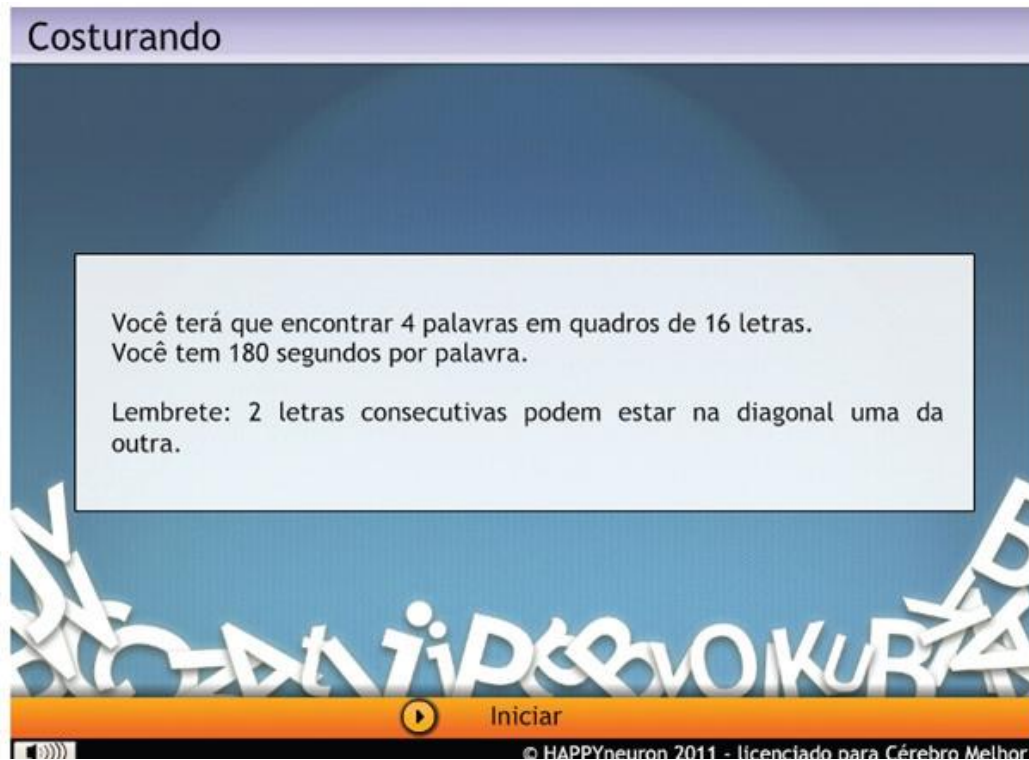 Costurando
Você terá que encontrar 4 palavras em quadros de 16 letras.
Você tem 180 segundos por palavra.
Lembrete: 2 letras consecutivas podem estar na diagonal uma da
outra.
Iniciar
© HAPPYneuron 2011 - licenciado para Cérebro Melhor